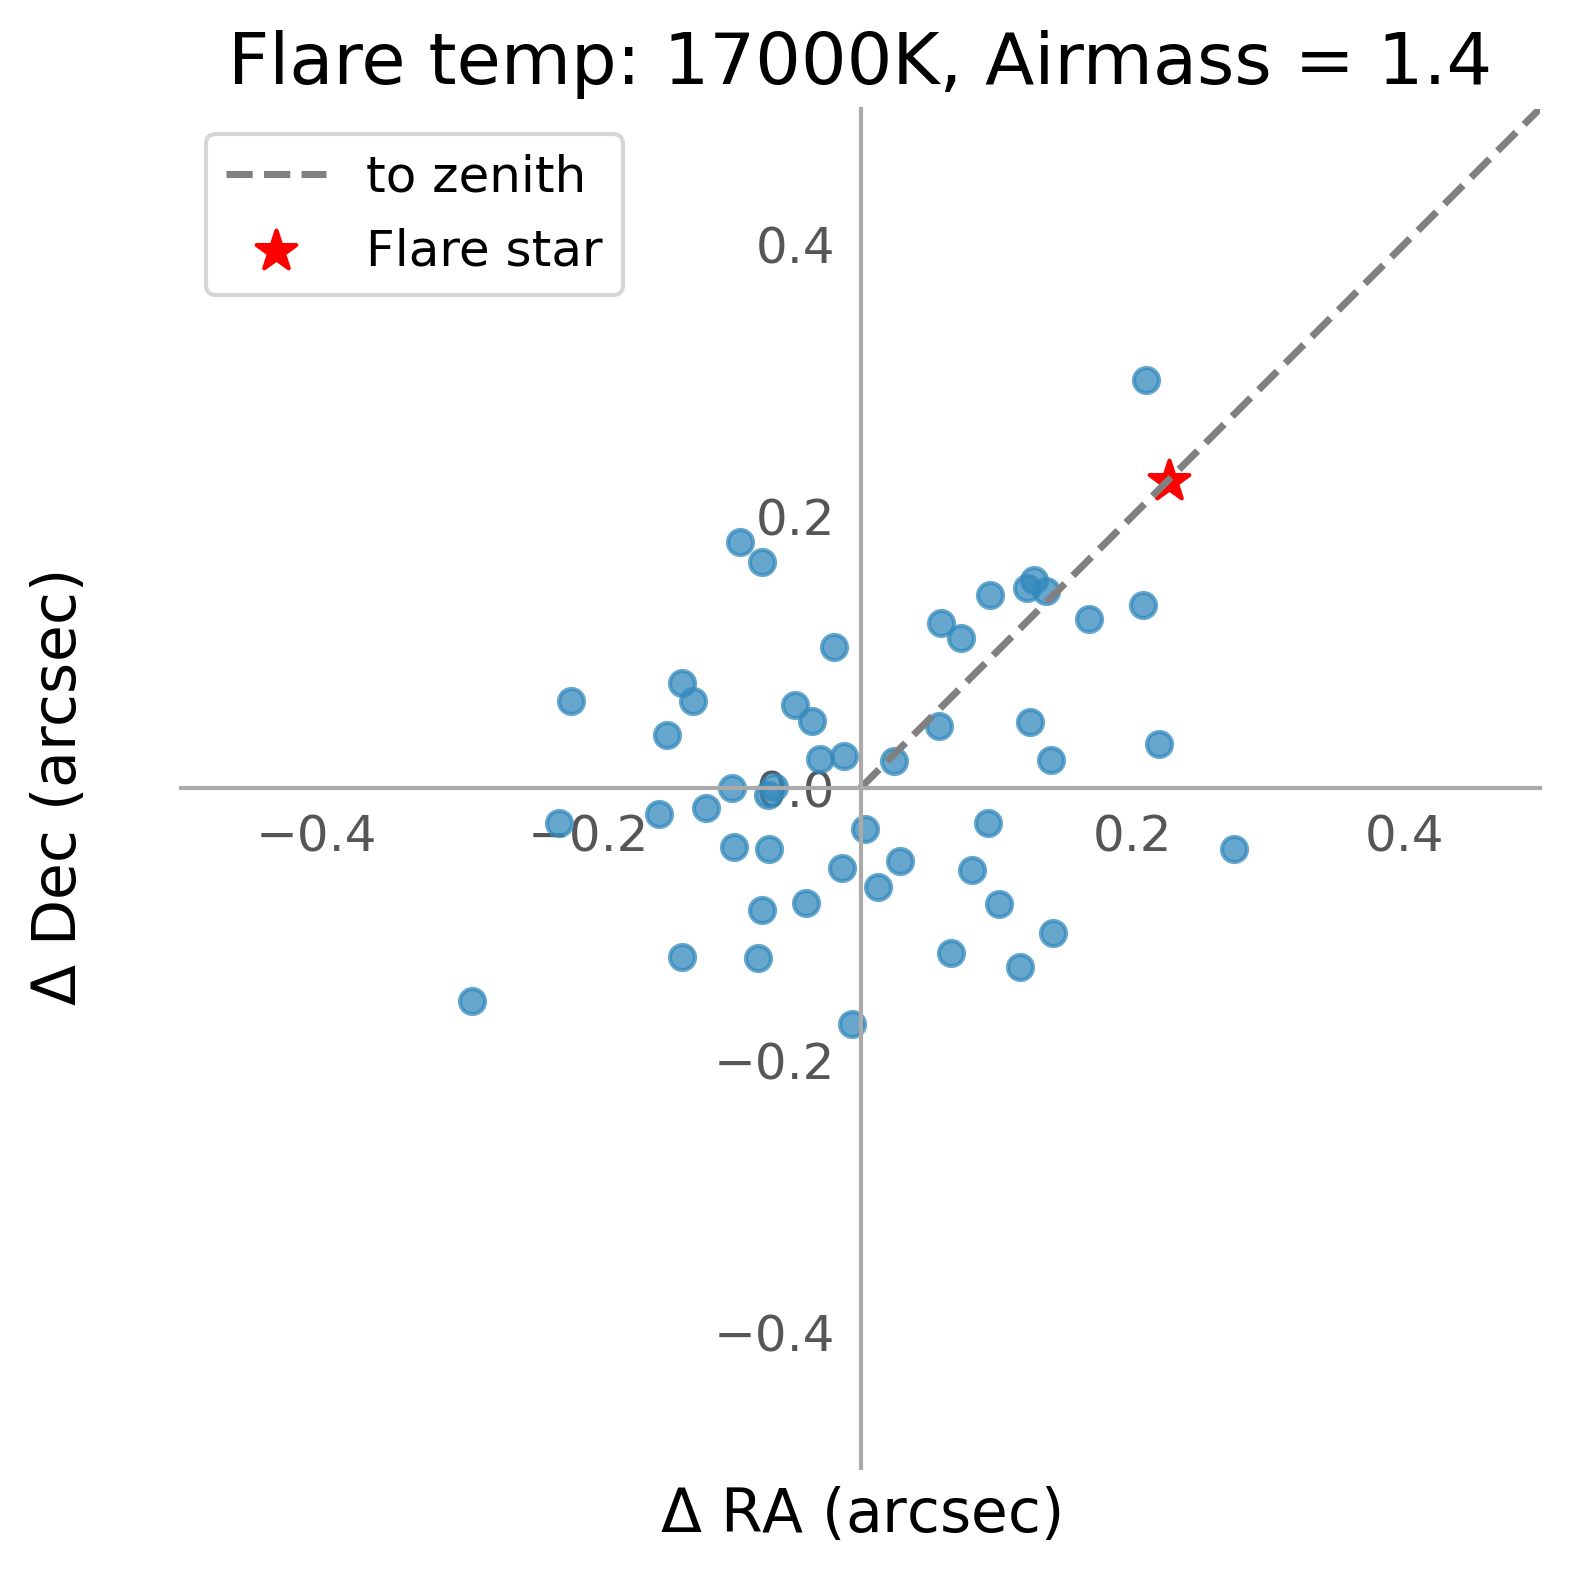 Flare temp: 17000K, Airmass = 1.4
to zenith
Flare star
0.4
0.2
0.0
−0.4
−0.2
0.2
0.4
−0.2
−0.4
Δ Dec (arcsec)
Δ RA (arcsec)